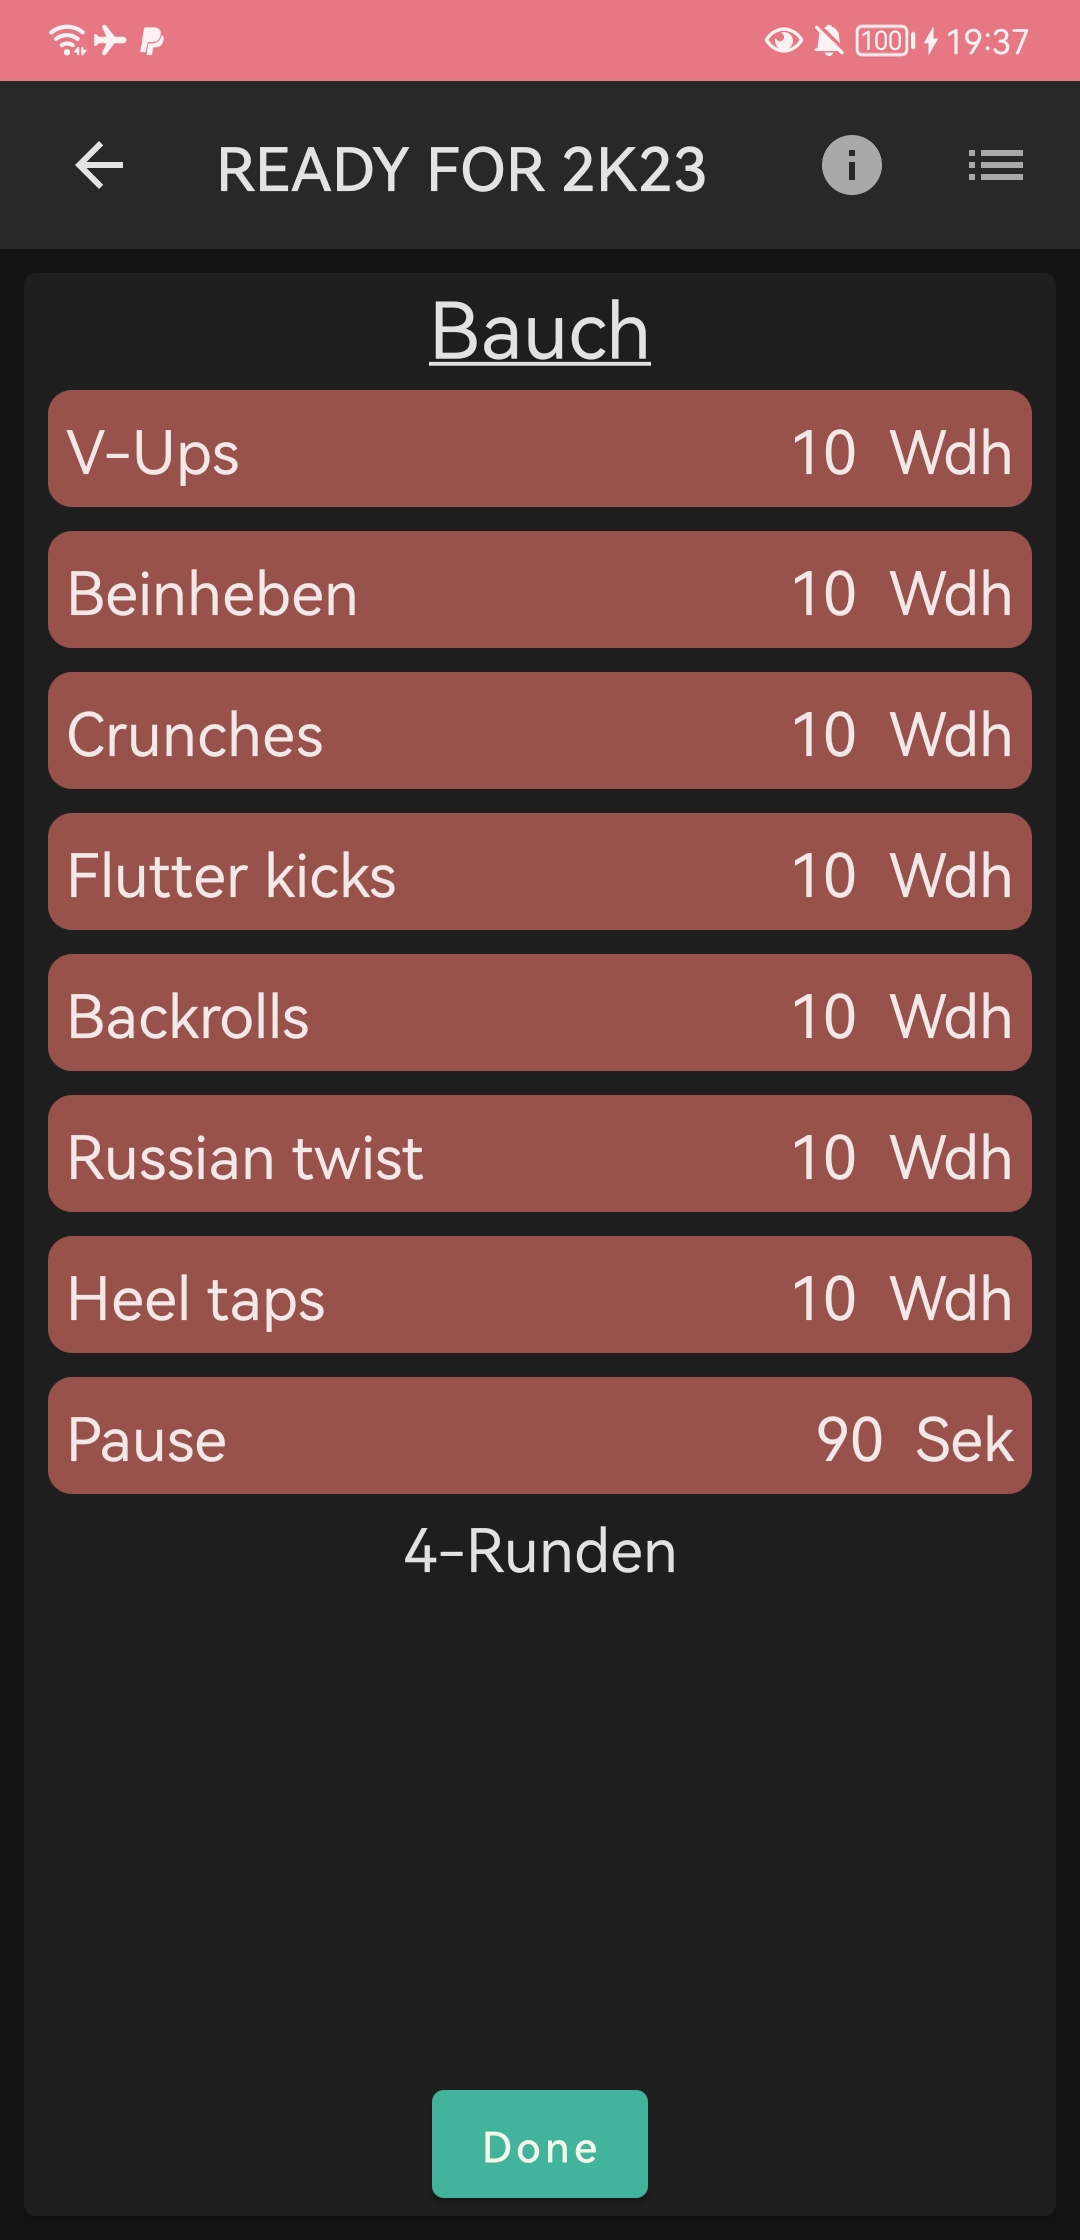 100 19:37
READY FOR 2K23
Bauch
V-Ups 10 Wdh
Beinheben 10 Wdh
Crunches 10 Wdh
Flutter kicks 10 Wdh
Backrolls 10 Wdh
Russian twist 10 Wdh
Heel taps 10 Wdh
Pause 90 Sek
4-Runden
Done